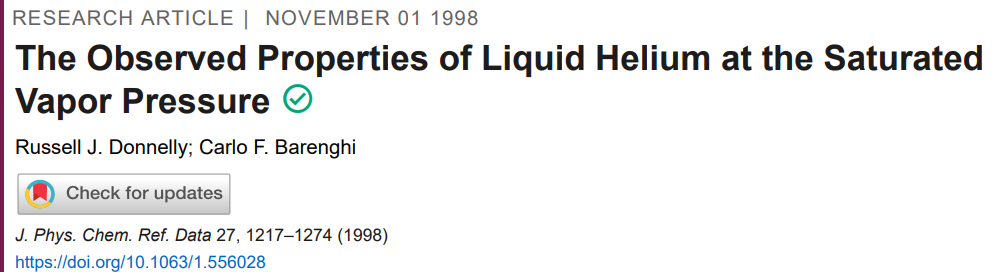 RESEARCH ARTICLE | NOVEMBER 01 1998
The Observed Properties of Liquid Helium at the Saturated
Vapor Pressure
Russell J. Donnelly; Carlo F. Barenghi
Check for updates
J. Phys. Chem. Ref. Data 27, 1217–1274 (1998)
https://doi.org/10.1063/1.556028